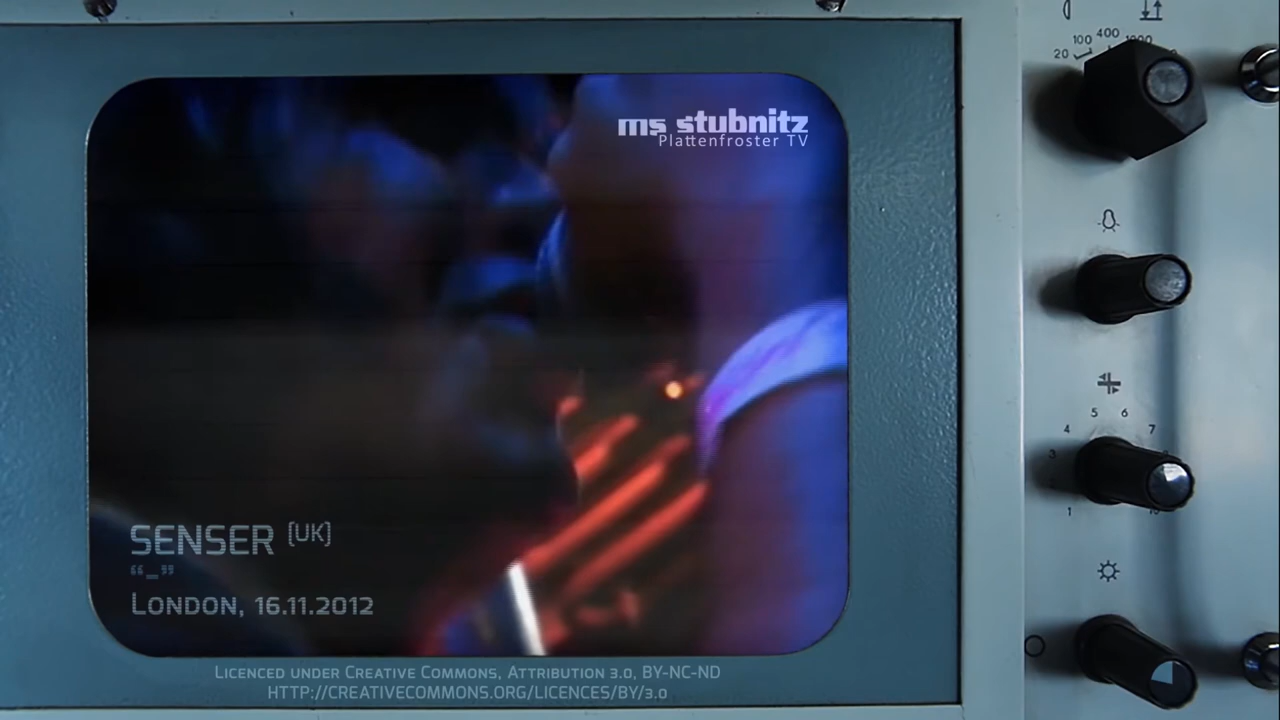 20 100 400 1000
ms stubnitz
Plattenfroster TV
5 6
4 7
3
1 10
SENSER [UK]
“_”
LONDON, 16.11.2012
LICENCED UNDER CREATIVE COMMONS, ATTRIBUTION 3.0, BY-NC-ND
HTTP://CREATIVECOMMONS.ORG/LICENCES/BY/3.0